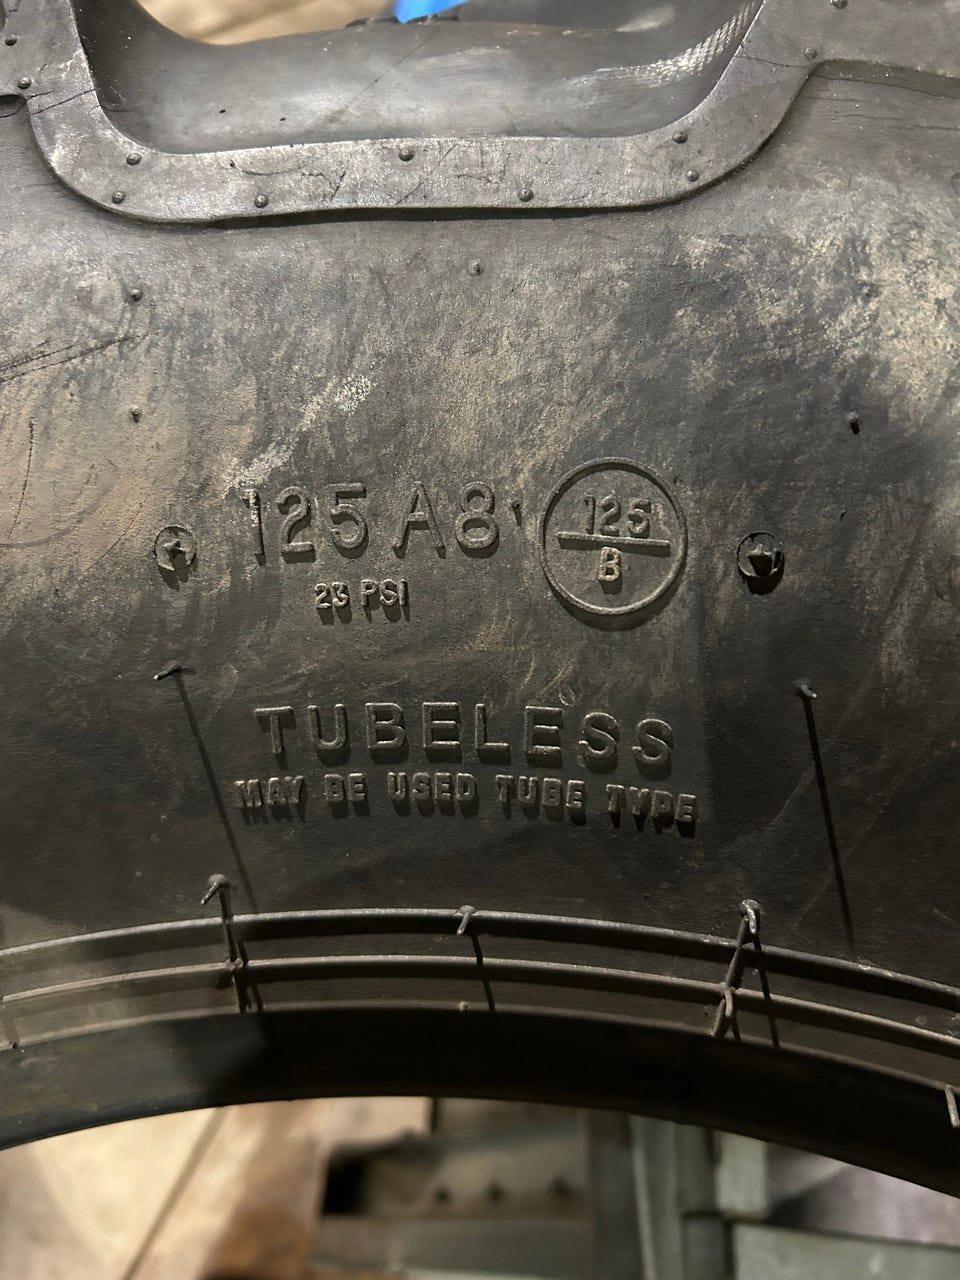 125 A8
125
B
23 PSI
TUBELESS
MAY BE USED TUBE TYPE